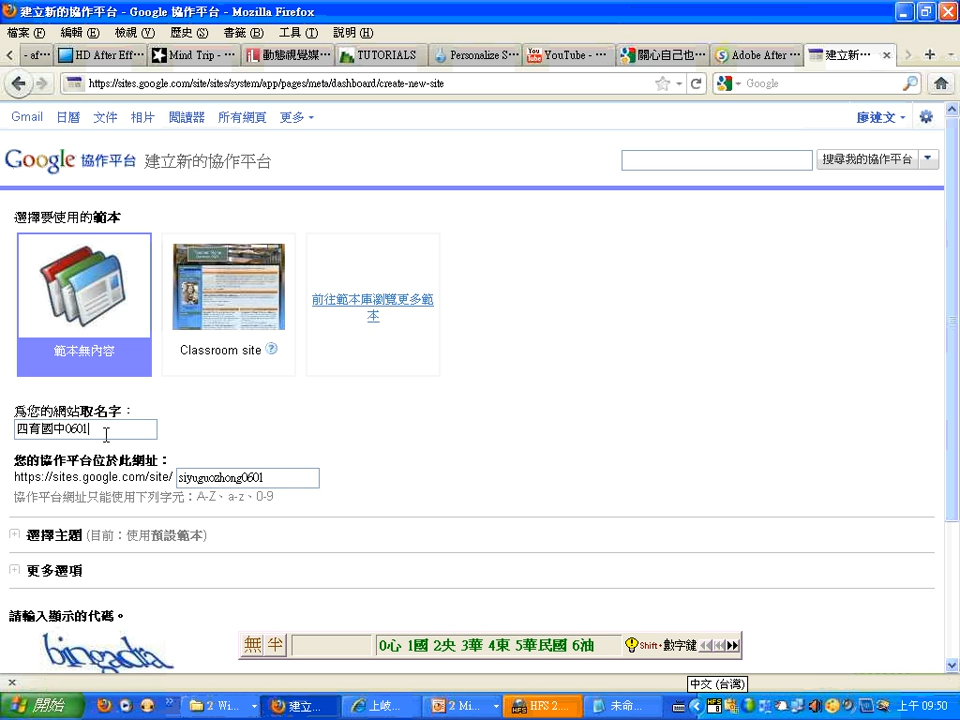 建立新的協作平台 - Google 協作平台 - Mozilla Firefox
檔案(F) 編輯(E) 檢視(V) 歷史(S) 書籤(B) 工具(T) 說明(H)
- af··· HD After Eff··· Mind Trip - ··· 動態視覺媒··· TUTORIALS Personalize S··· YouTube - ··· 關心自己也··· Adobe After ··· 建立新···
https://sites.google.com/site/sites/system/app/pages/meta/dashboard/create-new-site Google
Gmail 日曆 文件 相片 閱讀器 所有網頁 更多 廖達文
Google 協作平台 建立新的協作平台 搜尋我的協作平台
選擇要使用的範本
前往範本庫瀏覽更多範
本
範本無內容 Classroom site
為您的網站取名字：
四育國中0601
您的協作平台位於此網址：
https://sites.google.com/site/ siyuguozhong0601
協作平台網址只能使用下列字元：A-Z、a-z、0-9
選擇主題 (目前：使用預設範本)
更多選項
請輸入顯示的代碼。
無 半 0心 1國 2央 3華 4東 5華民國 6油 Shift+數字鍵
中文 (台灣)
開始 2 Wi... 建立... 上岐... 2 Mi... HFS 2... 未命... 上午 09:50